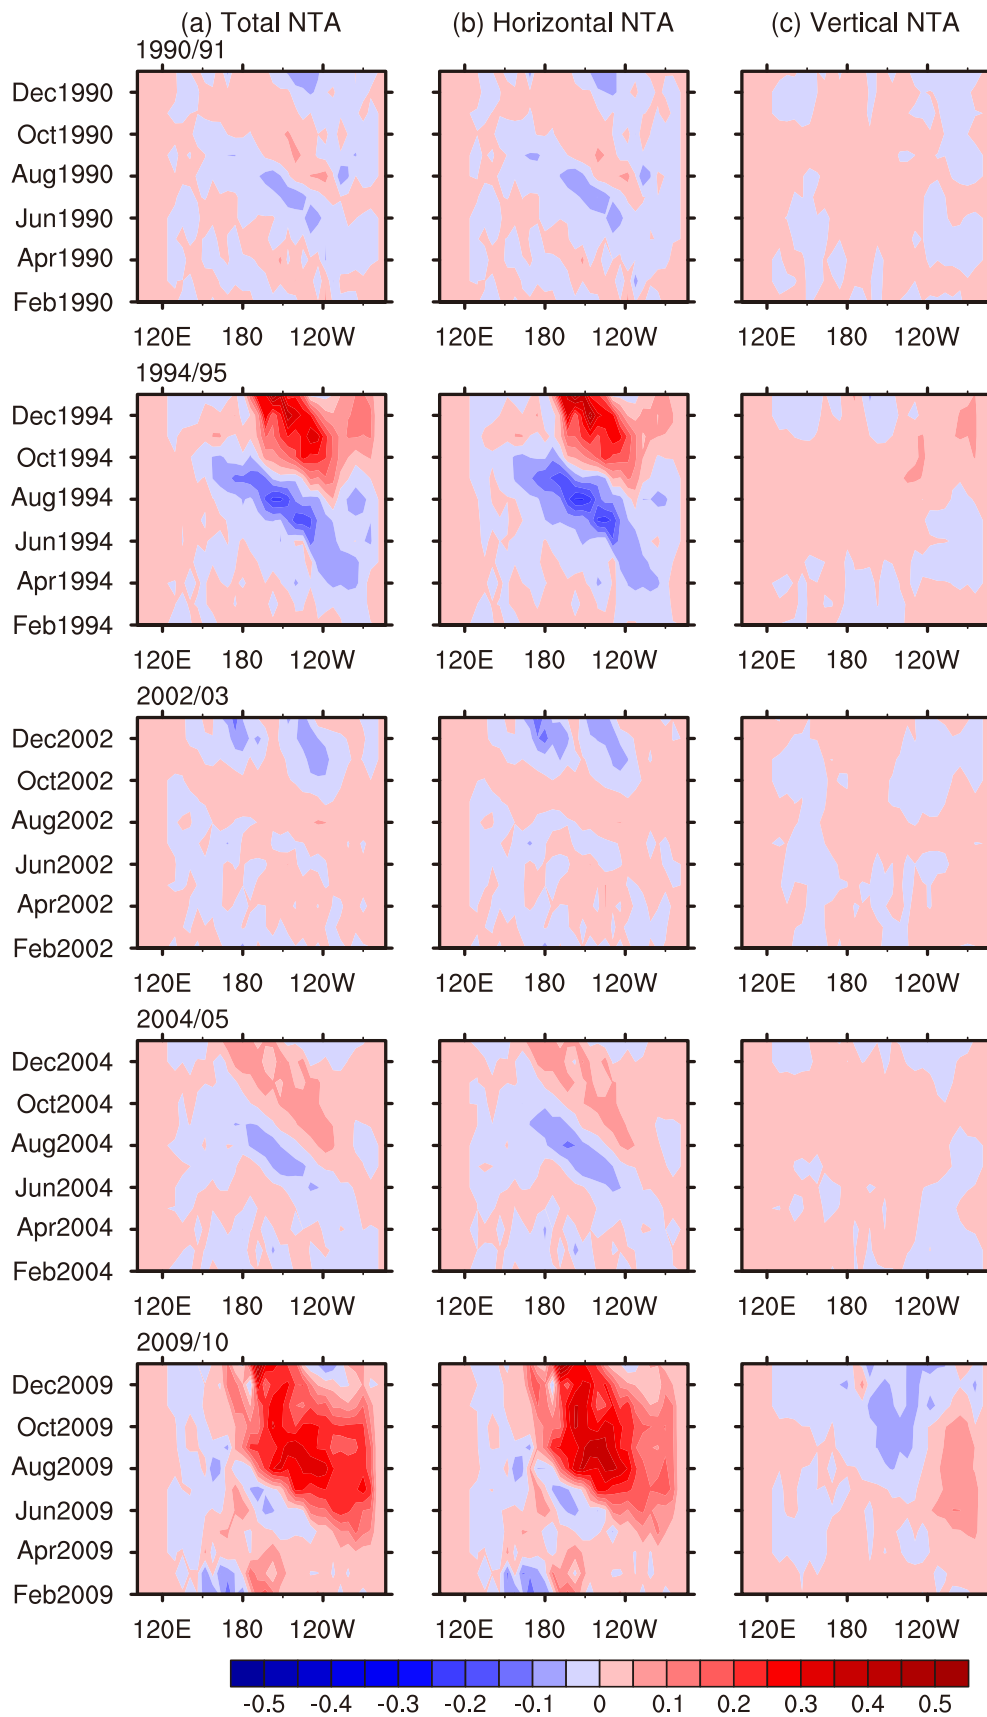 (a) Total NTA (b) Horizontal NTA (c) Vertical NTA
1990/91
Dec1990
Oct1990
Aug1990
Jun1990
Apr1990
Feb1990
120E 180 120W 120E 180 120W 120E 180 120W
1994/95
Dec1994
Oct1994
Aug1994
Jun1994
Apr1994
Feb1994
120E 180 120W 120E 180 120W 120E 180 120W
2002/03
Dec2002
Oct2002
Aug2002
Jun2002
Apr2002
Feb2002
120E 180 120W 120E 180 120W 120E 180 120W
2004/05
Dec2004
Oct2004
Aug2004
Jun2004
Apr2004
Feb2004
120E 180 120W 120E 180 120W 120E 180 120W
2009/10
Dec2009
Oct2009
Aug2009
Jun2009
Apr2009
Feb2009
120E 180 120W 120E 180 120W 120E 180 120W
-0.5 -0.4 -0.3 -0.2 -0.1 0 0.1 0.2 0.3 0.4 0.5